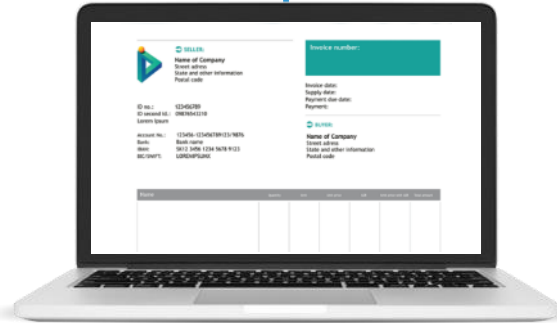 SELLER:
Name of Company
Street adress
State and other information
Postal code
ID no.: 123456789
ID second id.: 09876543210
Lorem ipsum
Account No.: 123456-123456789123/9876
Bank: Bank name
IBAN: 5612 3456 1234 5678 9123
BIC/SWIFT: LOREMIPSUMX
Invoice number:
Invoice date:
Supply date:
Payment due date:
Payment:
BUYER:
Name of Company
Street adress
State and other information
Postal code
Name